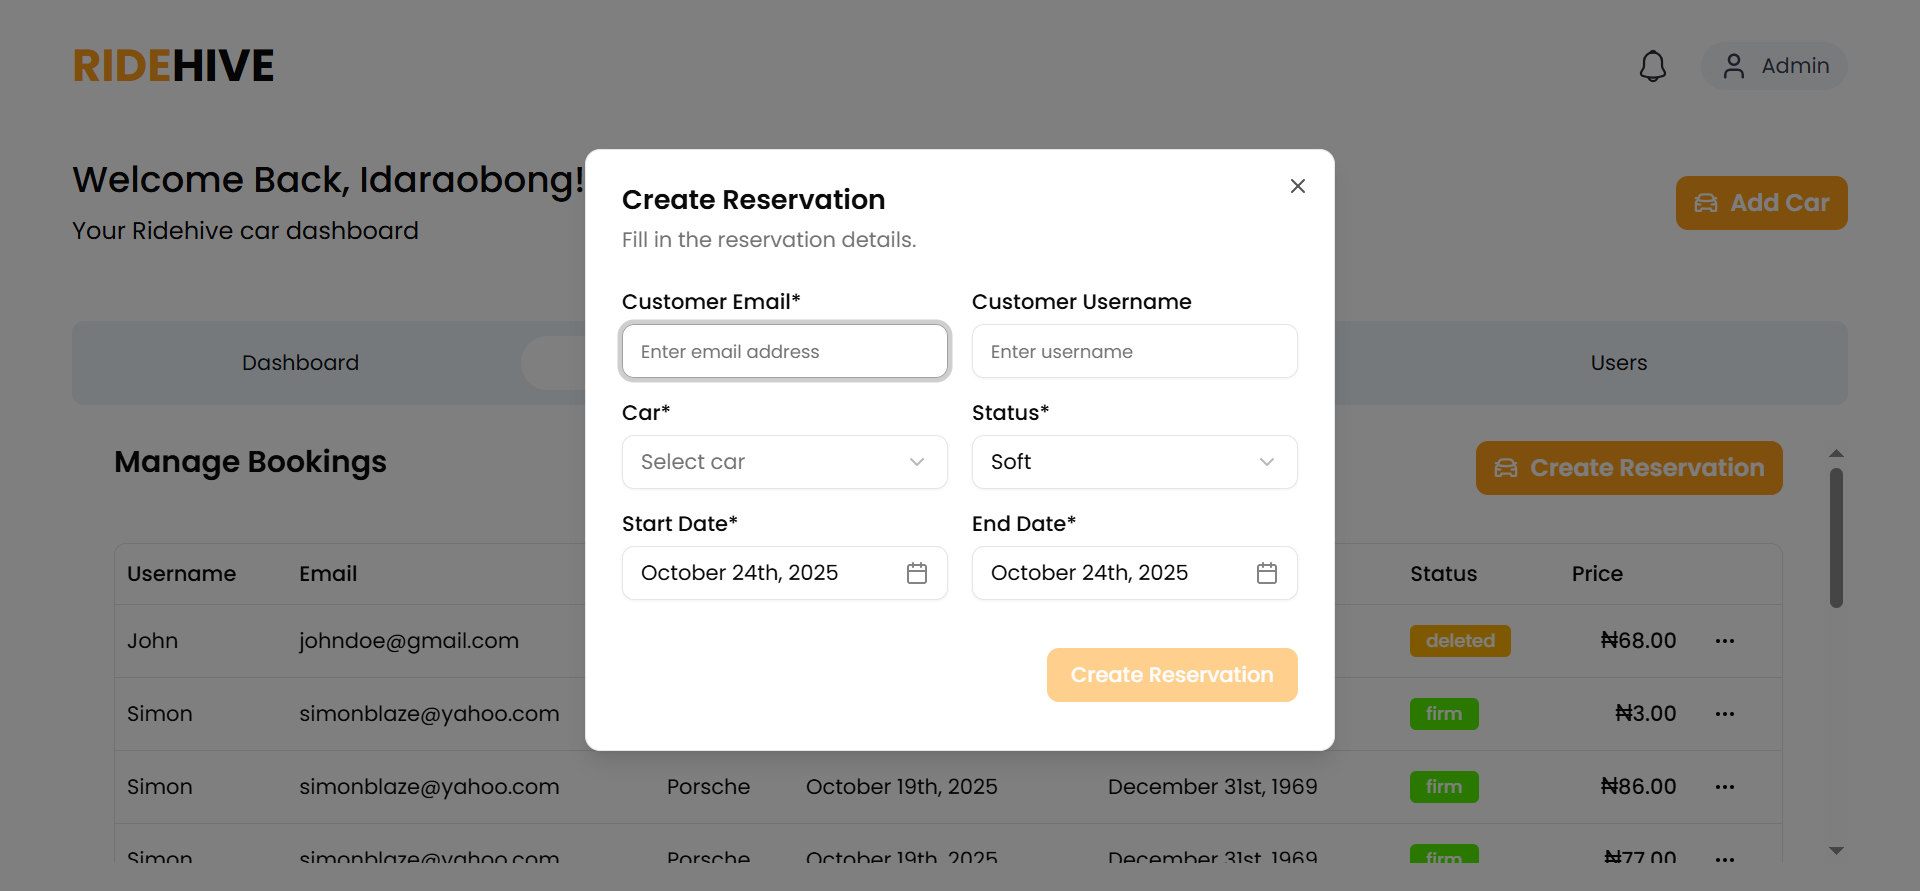 RIDEHIVE
Admin
Welcome Back, Idaraobong!
Your Ridehive car dashboard
Add Car
Dashboard
Users
Manage Bookings
Create Reservation
Create Reservation
Fill in the reservation details.
Customer Email* Customer Username
Enter email address Enter username
Car* Status*
Select car Soft
Start Date* End Date*
October 24th, 2025 October 24th, 2025
Create Reservation
Username Email Status Price
John johndoe@gmail.com deleted ₦68.00
Simon simonblaze@yahoo.com firm ₦3.00
Simon simonblaze@yahoo.com Porsche October 19th, 2025 December 31st, 1969 firm ₦86.00
Simon simonblaze@yahoo.com Porsche October 19th, 2025 December 31st, 1969 firm ₦77.00